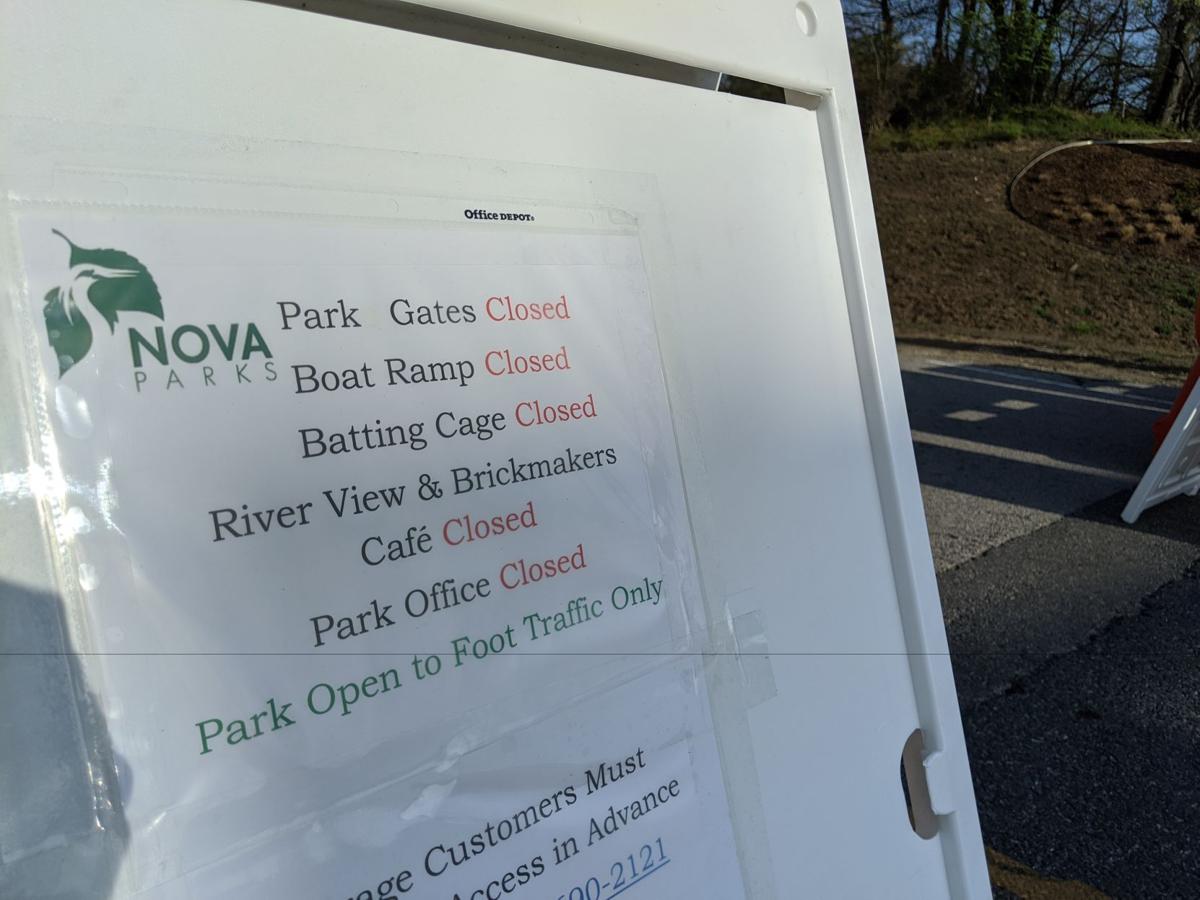 Office DEPOT
NOVA
PARKS
Park Gates Closed
Boat Ramp Closed
Batting Cage Closed
River View & Brickmakers
Café Closed
Park Office Closed
Park Open to Foot Traffic Only
Customers Must
Access in Advance
90-2121